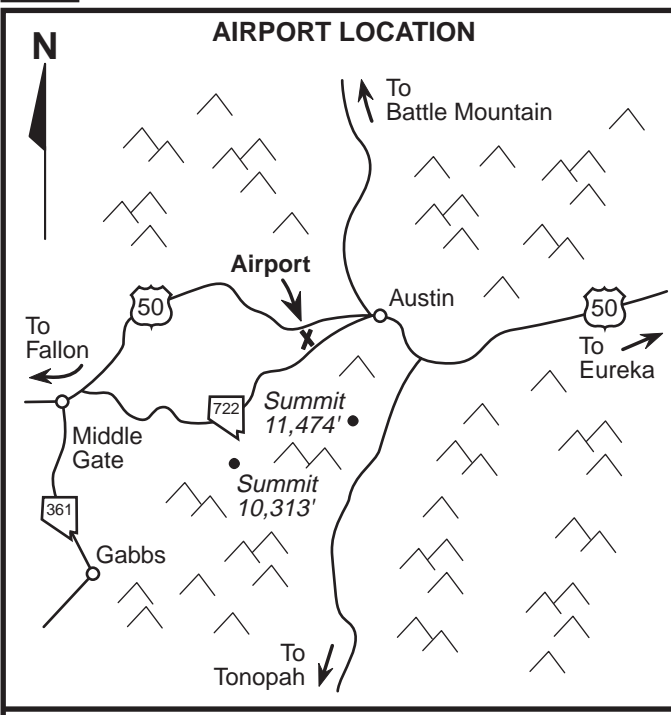 AIRPORT LOCATION
N
To
Battle Mountain
Airport
50
Austin
50
To
Fallon
To
Eureka
722
Summit
11,474'
Middle
Gate
Summit
10,313'
361
Gabbs
To
Tonopah